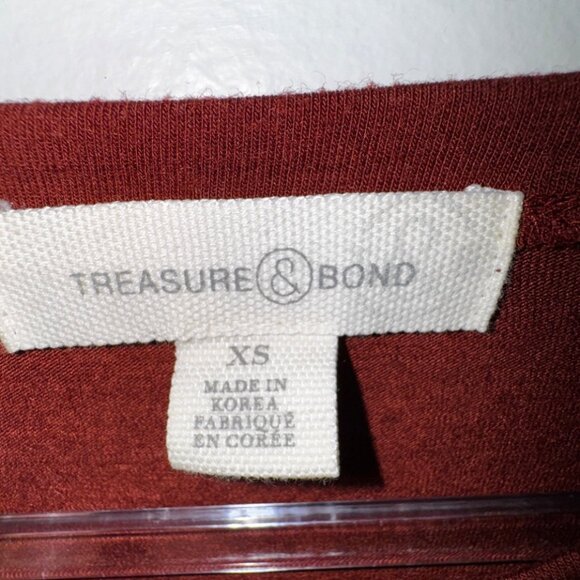 TREASURE & BOND
XS
MADE IN
KOREA
FABRIQUÉ
EN CORÉE